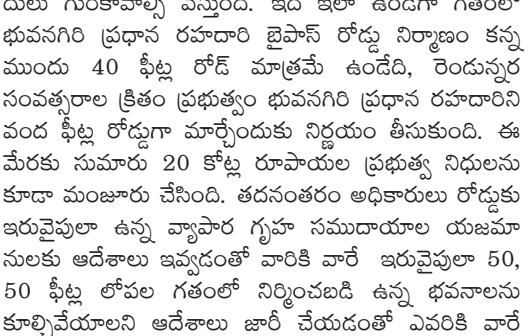 దులు గురికావాల్సి వస్తుంది. ఇది ఇలా ఉండగా గతంలో
భువనగిరి ప్రధాన రహదారి బైపాస్ రోడ్డు నిర్మాణం కన్న
ముందు 40 ఫీట్ల రోడ్ మాత్రమే ఉండేది, రెండున్నర
సంవత్సరాల క్రితం ప్రభుత్వం భువనగిరి ప్రధాన రహదారిని
వంద ఫీట్ల రోడ్డుగా మార్చేందుకు నిర్ణయం తీసుకుంది. ఈ
మేరకు సుమారు 20 కోట్ల రూపాయల ప్రభుత్వ నిధులను
కూడా మంజూరు చేసింది. తదనంతరం అధికారులు రోడ్డుకు
ఇరువైపులా ఉన్న వ్యాపార గృహ సముదాయాల యజమా
నులకు ఆదేశాలు ఇవ్వడంతో వారికి వారే ఇరువైపులా 50,
50 ఫీట్ల లోపల గతంలో నిర్మించబడి ఉన్న భవనాలను
కూల్చివేయాలని ఆదేశాలు జారీ చేయడంతో ఎవరికి వారే